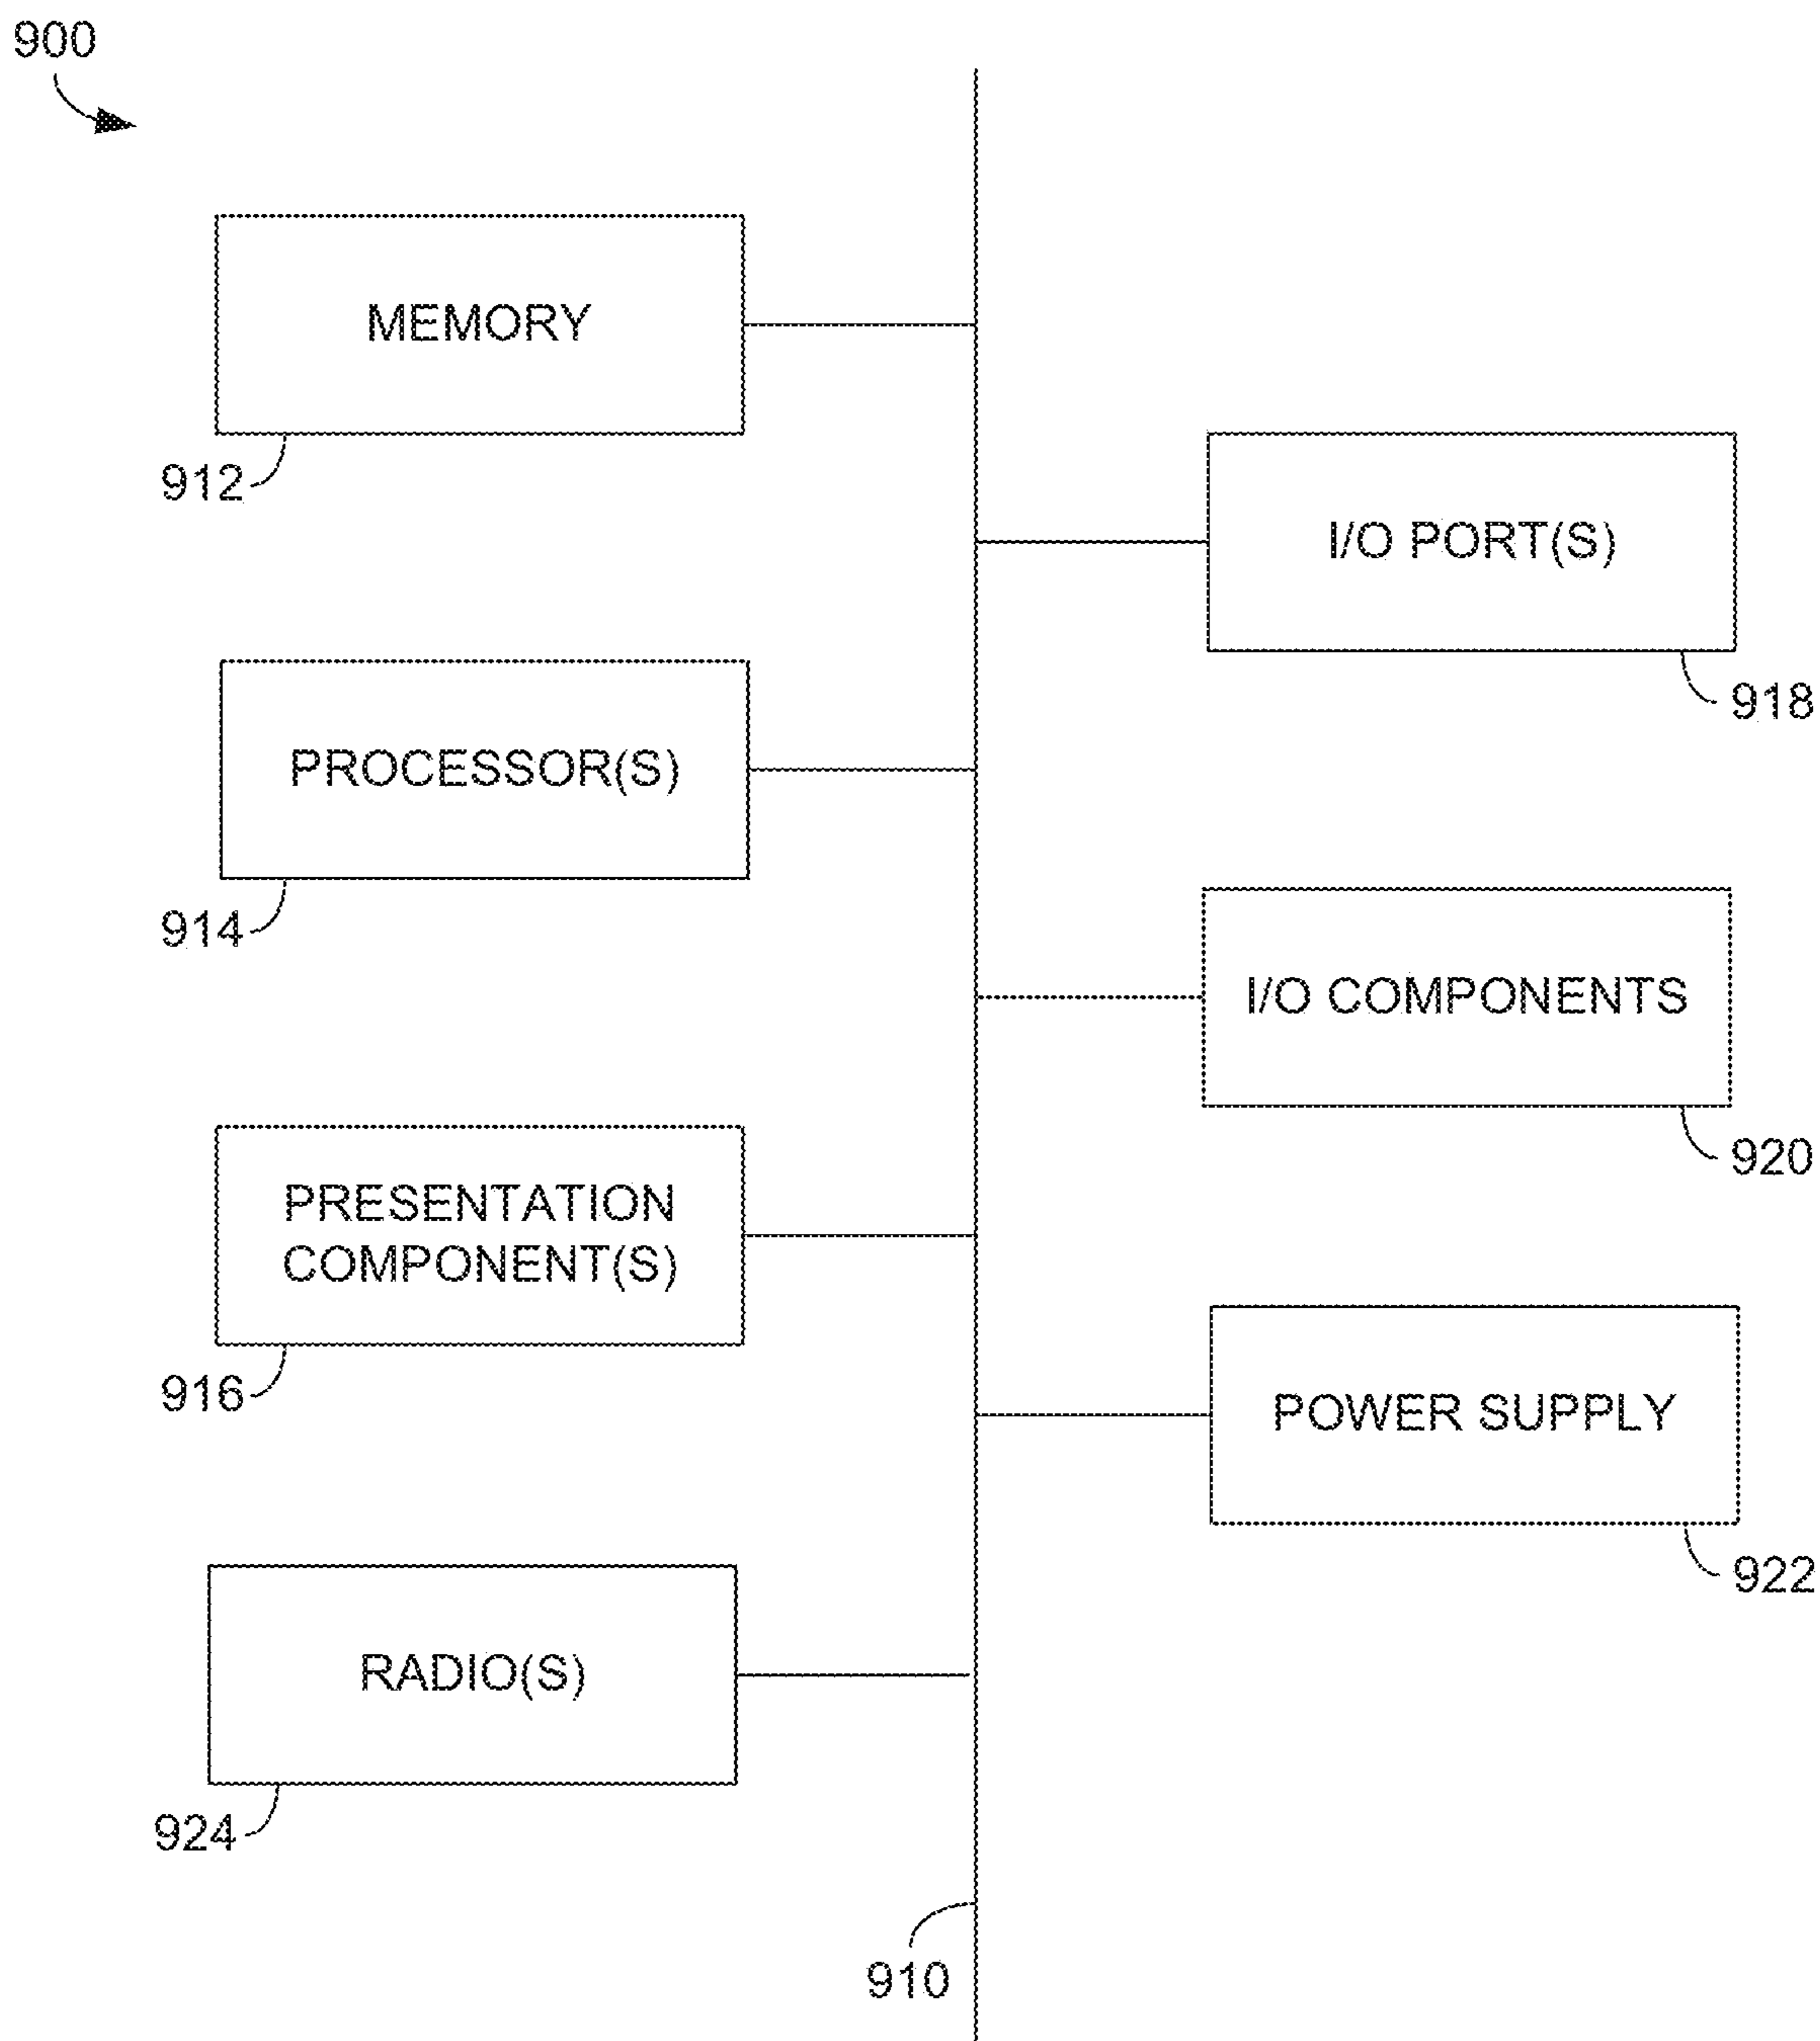 900
MEMORY
912
I/O PORT(S)
918
PROCESSOR(S)
914
I/O COMPONENTS
920
PRESENTATION
COMPONENT(S)
916
POWER SUPPLY
922
RADIO(S)
924
910